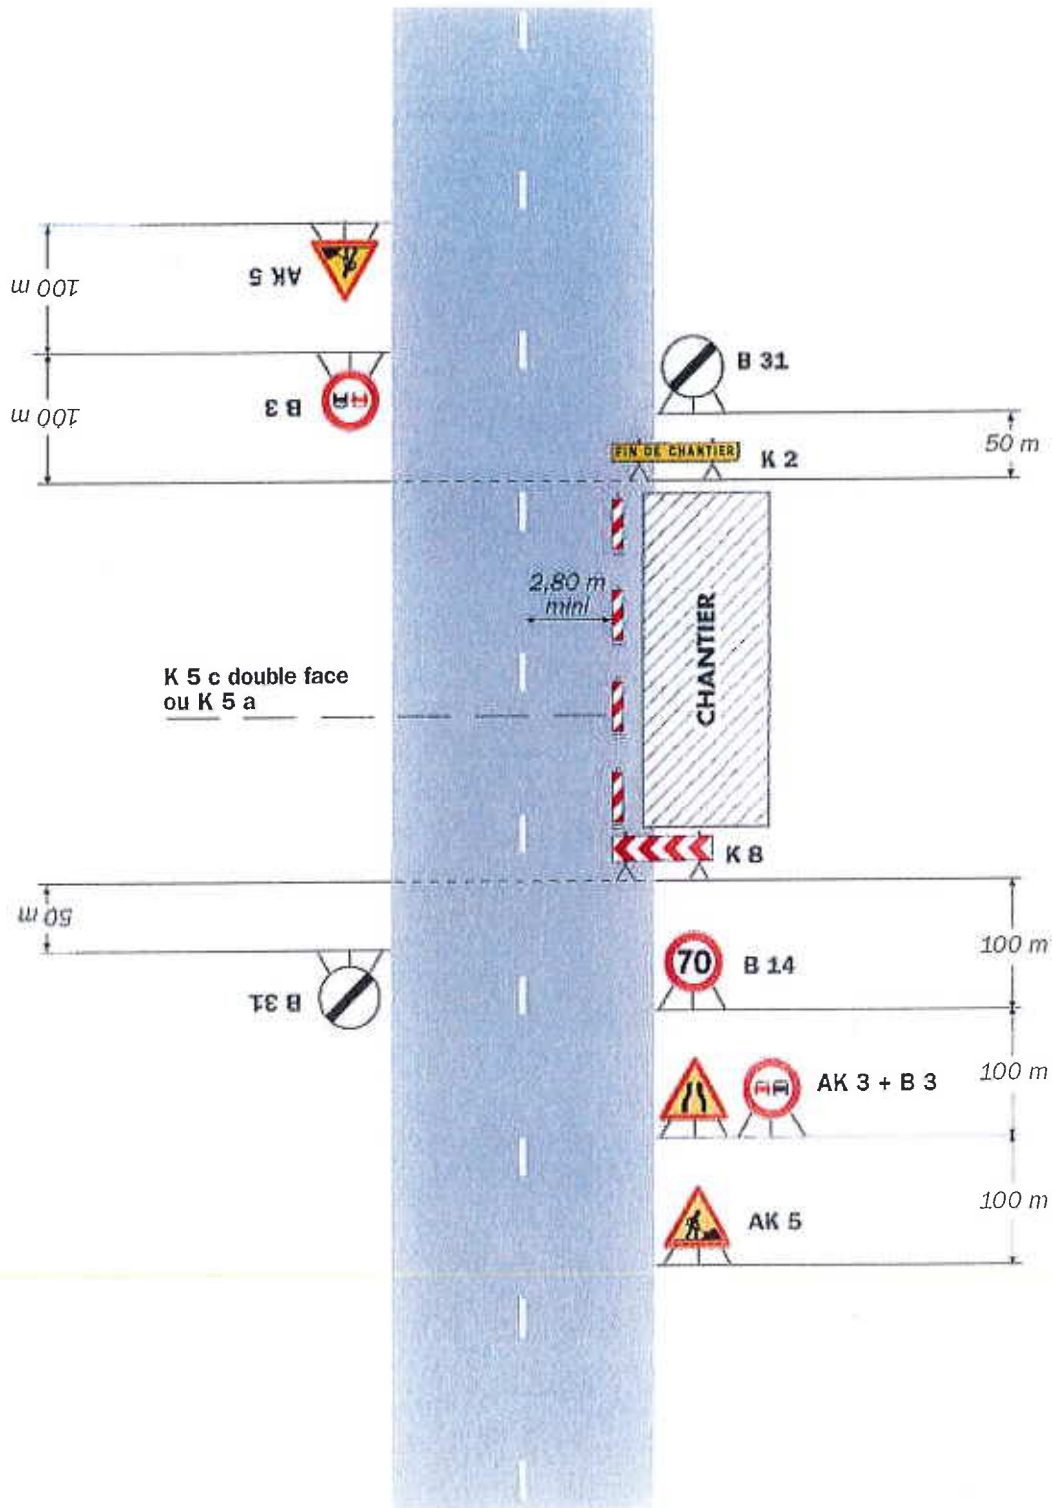 AK 5
100 m
B 31
B 3
100 m
50 m
FIN DE CHANTIER
K 2
2,80 m
mini
CHANTIER
K 5 c double face
ou K 5 a
K 8
50 m
100 m
70
B 14
B 31
100 m
AK 3 + B 3
100 m
AK 5